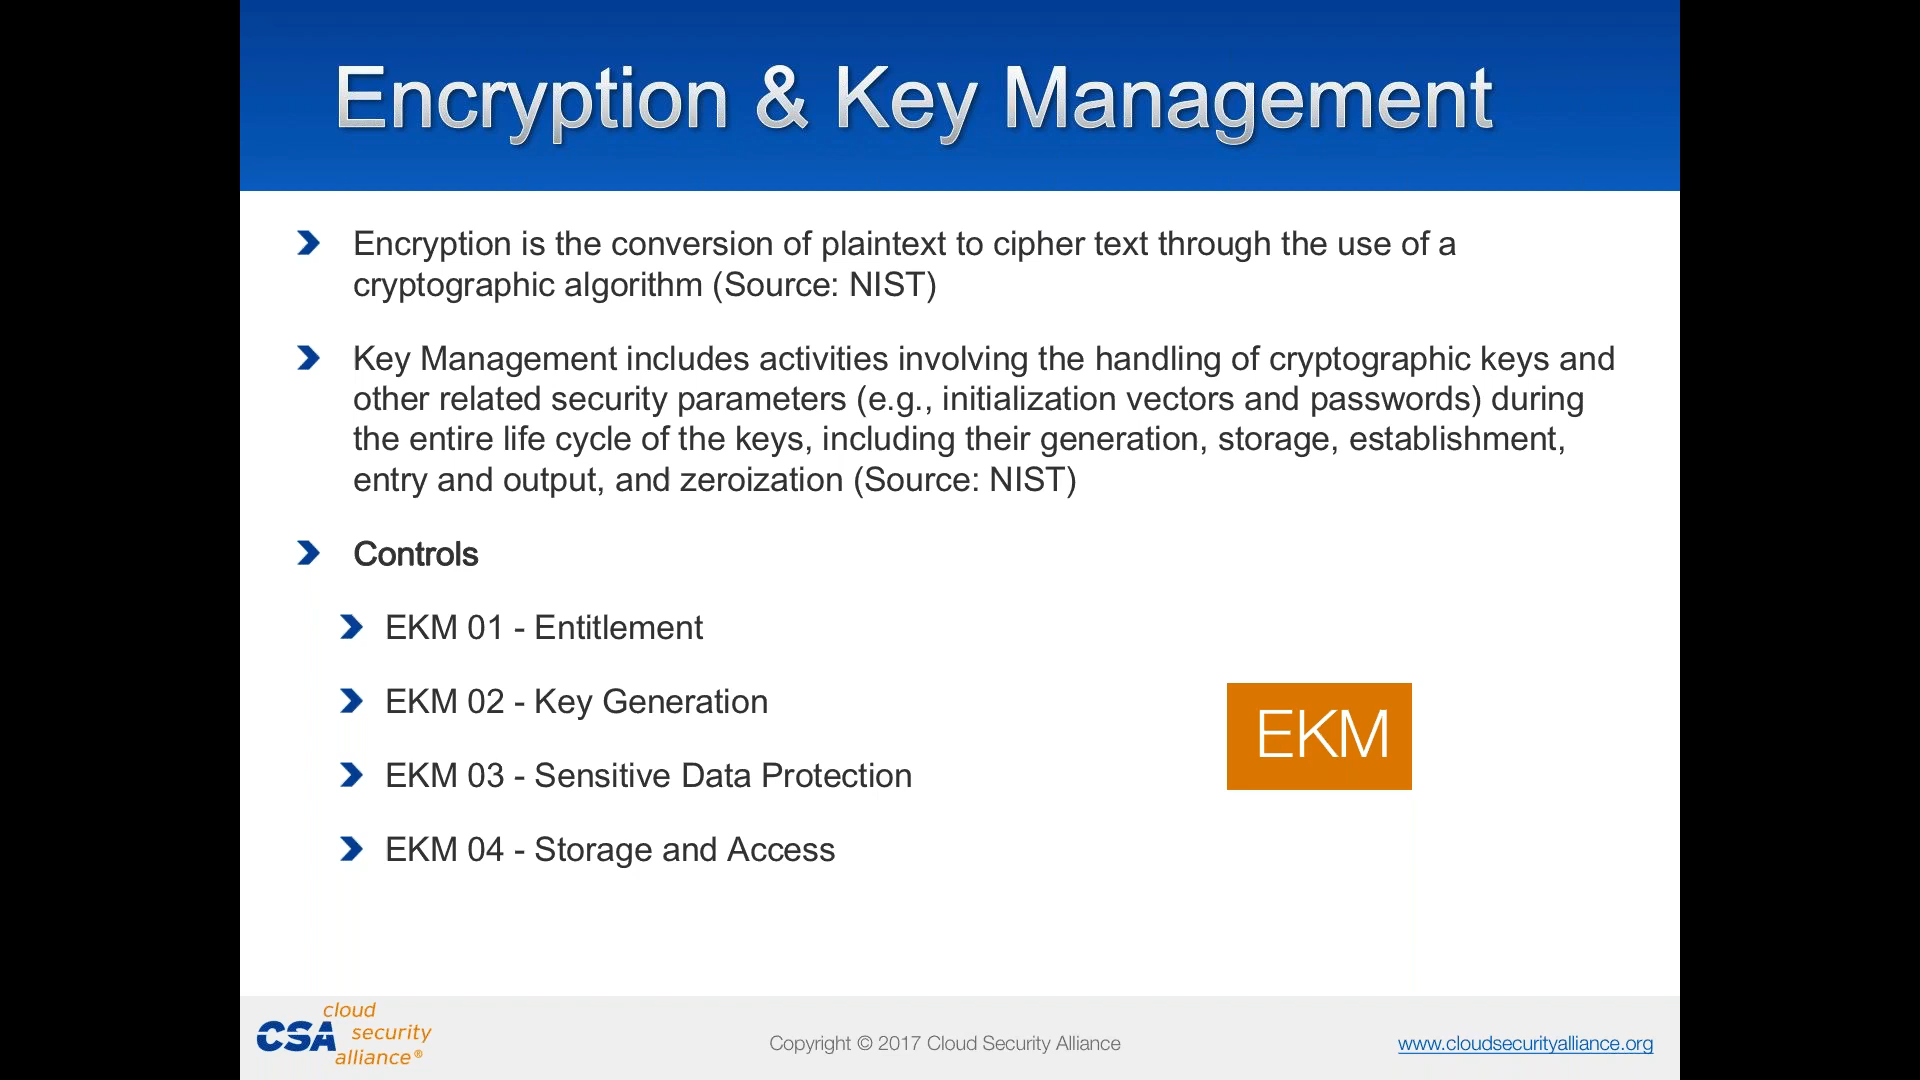 Encryption & Key Management
Encryption is the conversion of plaintext to cipher text through the use of a
cryptographic algorithm (Source: NIST)
Key Management includes activities involving the handling of cryptographic keys and
other related security parameters (e.g., initialization vectors and passwords) during
the entire life cycle of the keys, including their generation, storage, establishment,
entry and output, and zeroization (Source: NIST)
Controls
EKM 01 - Entitlement
EKM 02 - Key Generation
EKM 03 - Sensitive Data Protection
EKM 04 - Storage and Access
EKM
CSA cloud
security
alliance®
Copyright © 2017 Cloud Security Alliance
www.cloudsecurityalliance.org